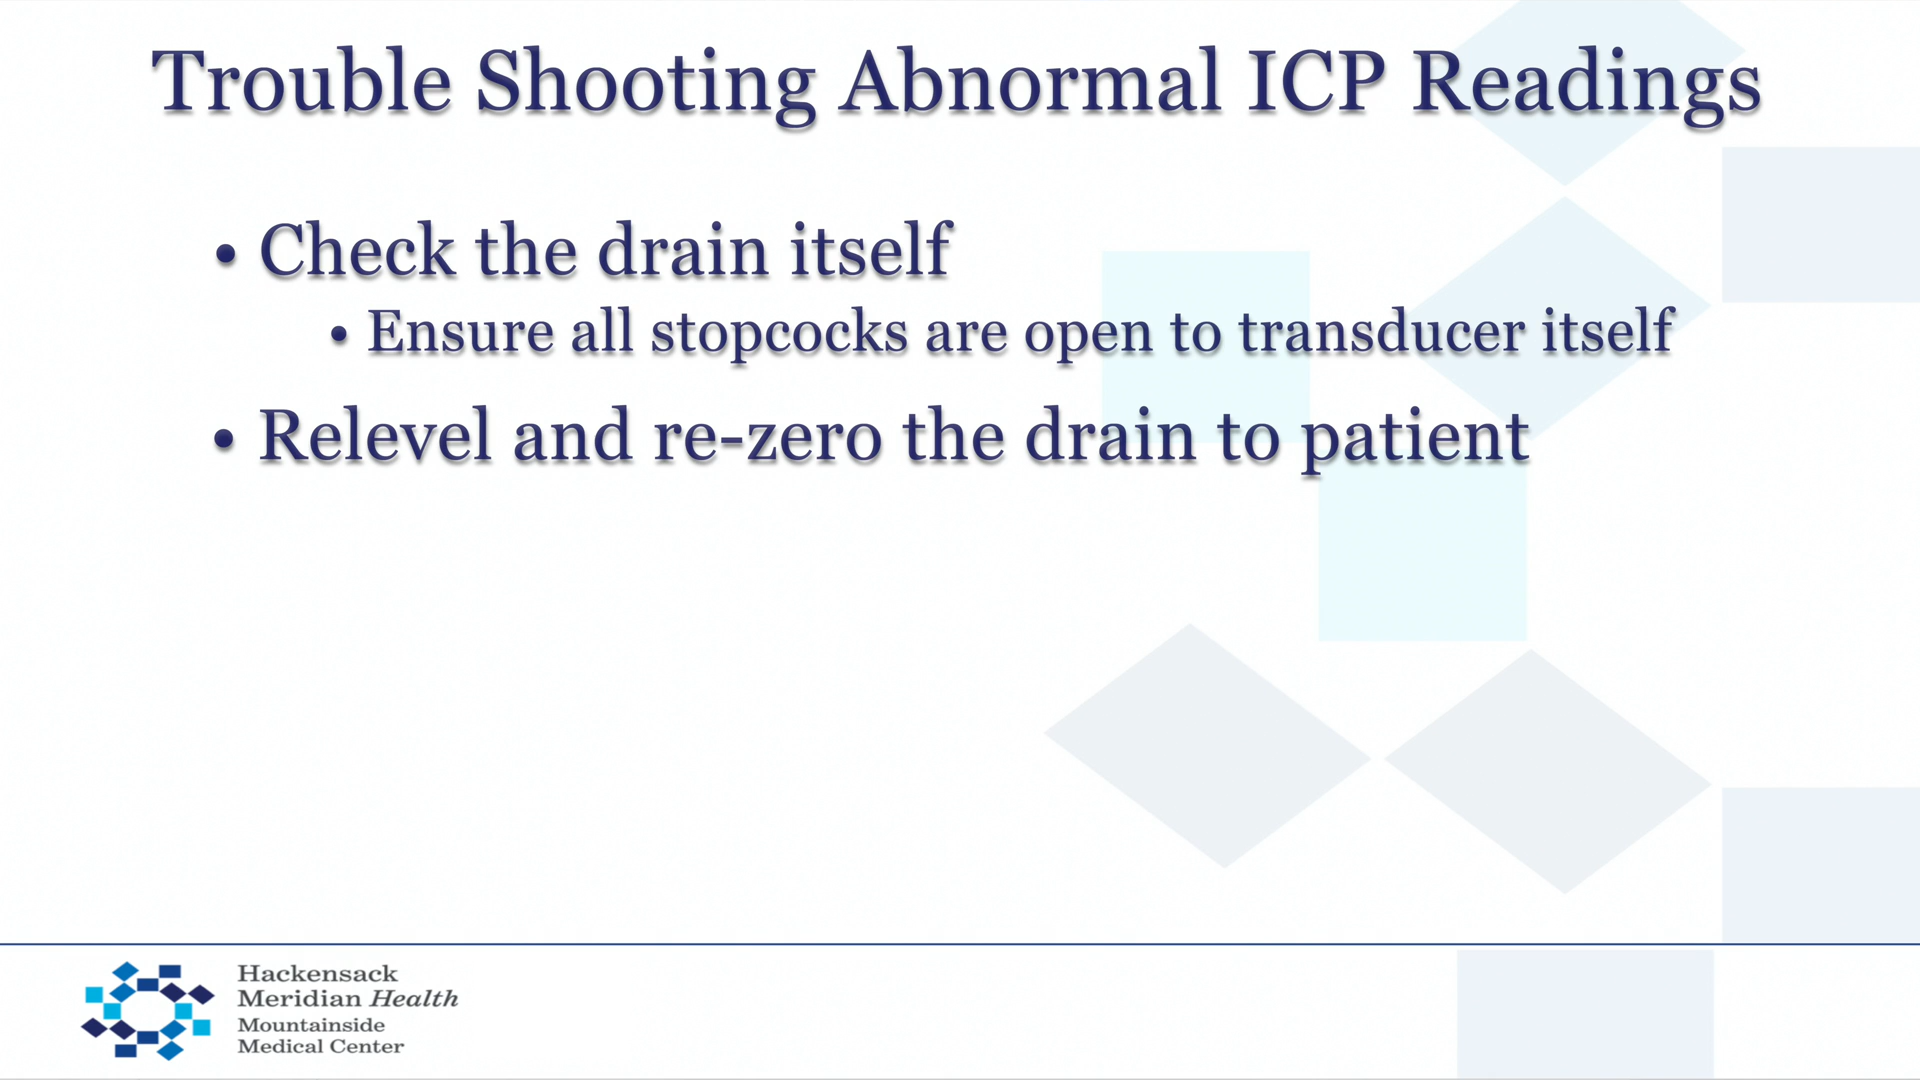 Trouble Shooting Abnormal ICP Readings
• Check the drain itself
• Ensure all stopcocks are open to transducer itself
• Relevel and re-zero the drain to patient
Hackensack
Meridian Health
Mountainside
Medical Center